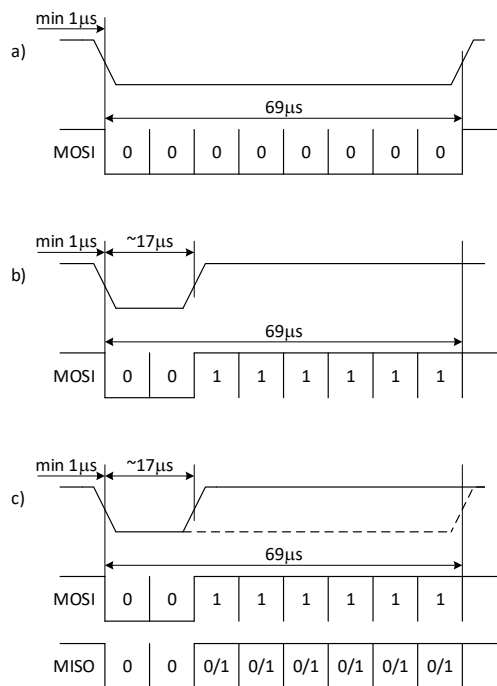 min 1µs
a)
69µs
MOSI 0 0 0 0 0 0 0 0
min 1µs ~17µs
b)
69µs
MOSI 0 0 1 1 1 1 1 1
min 1µs ~17µs
c)
69µs
MOSI 0 0 1 1 1 1 1 1
MISO 0 0 0/1 0/1 0/1 0/1 0/1 0/1